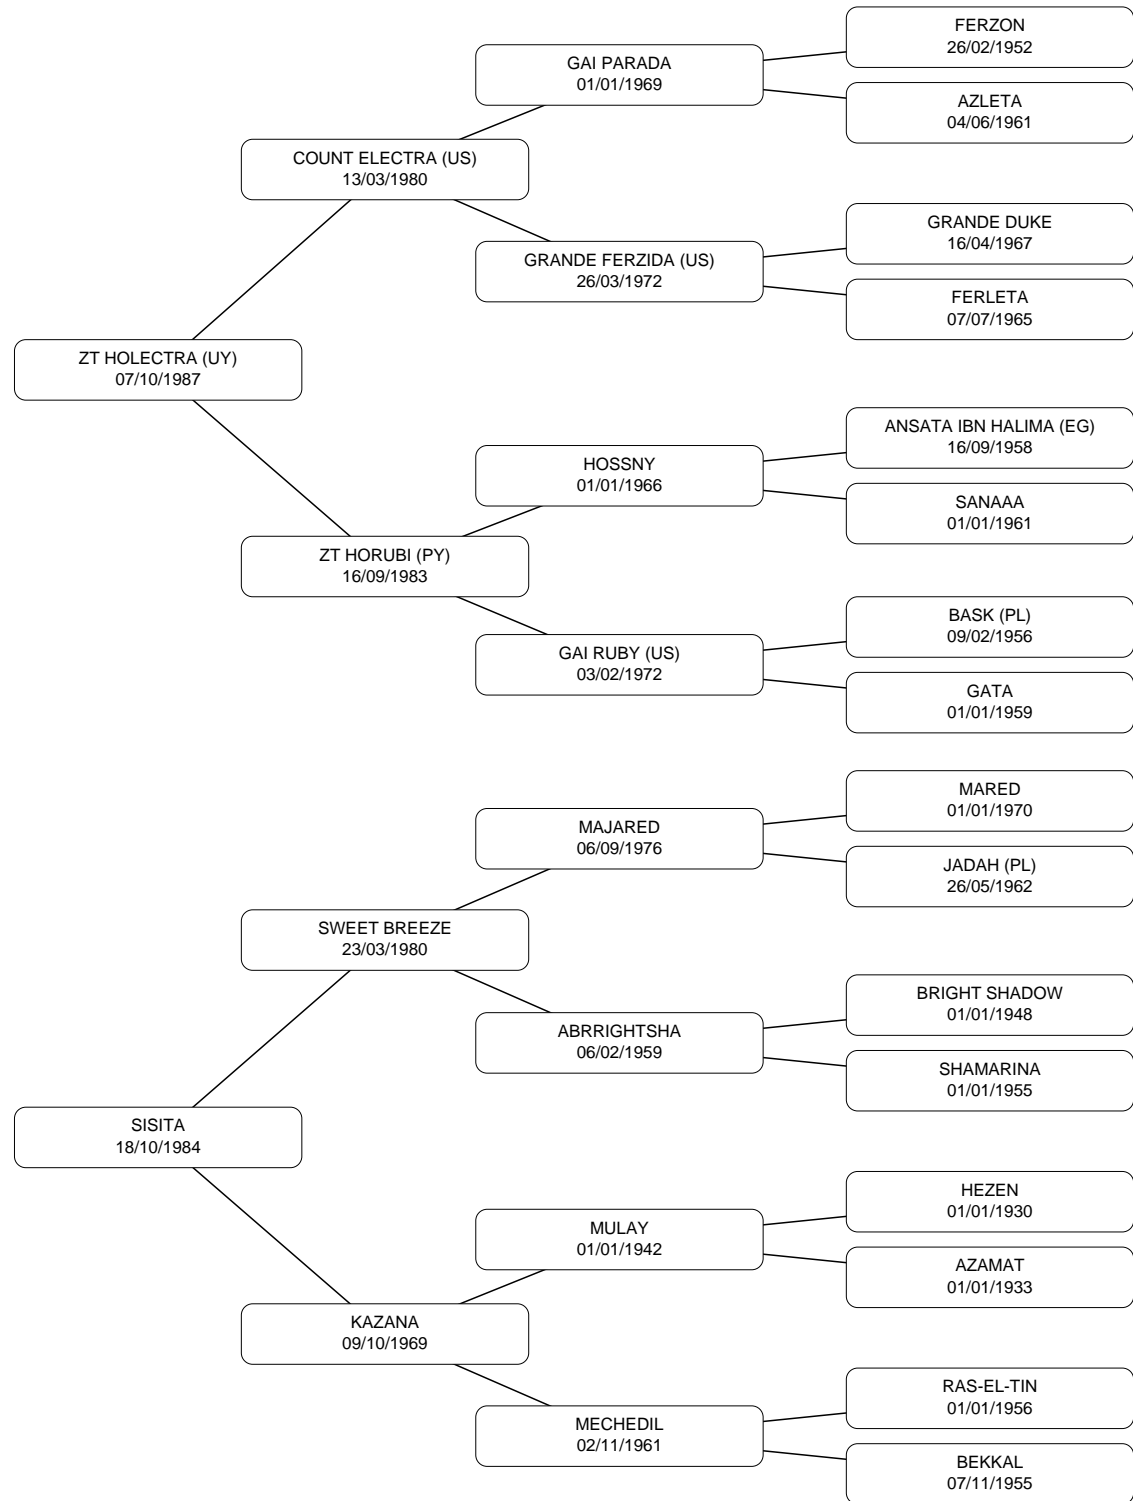 FERZON
26/02/1952
GAI PARADA
01/01/1969
AZLETA
04/06/1961
COUNT ELECTRA (US)
13/03/1980
GRANDE DUKE
16/04/1967
GRANDE FERZIDA (US)
26/03/1972
FERLETA
07/07/1965
ZT HOLECTRA (UY)
07/10/1987
ANSATA IBN HALIMA (EG)
16/09/1958
HOSSNY
01/01/1966
SANAAA
01/01/1961
ZT HORUBI (PY)
16/09/1983
BASK (PL)
09/02/1956
GAI RUBY (US)
03/02/1972
GATA
01/01/1959
MARED
01/01/1970
MAJARED
06/09/1976
JADAH (PL)
26/05/1962
SWEET BREEZE
23/03/1980
BRIGHT SHADOW
01/01/1948
ABRRIGHTSHA
06/02/1959
SHAMARINA
01/01/1955
SISITA
18/10/1984
HEZEN
01/01/1930
MULAY
01/01/1942
AZAMAT
01/01/1933
KAZANA
09/10/1969
RAS-EL-TIN
01/01/1956
MECHEDIL
02/11/1961
BEKKAL
07/11/1955